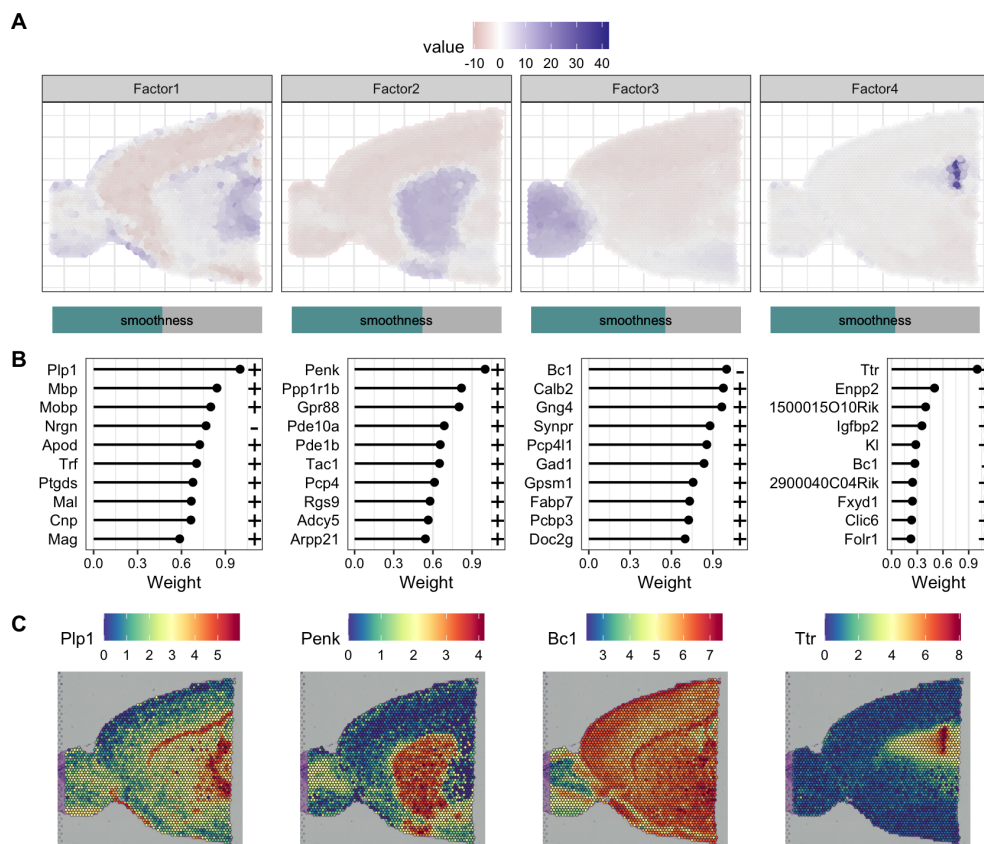 A
value
-10 0 10 20 30 40
Factor1 Factor2 Factor3 Factor4
smoothness smoothness smoothness smoothness
B
Plp1 + Penk + Bc1 - Ttr
Mbp + Ppp1r1b + Calb2 + Enpp2
Mobp + Gpr88 + Gng4 + 1500015O10Rik
Nrgn - Pde10a + Synpr + Igfbp2
Apod + Pde1b + Pcp4l1 + Kl
Trf + Tac1 + Gad1 + Bc1
Ptgds + Pcp4 + Gpsm1 + 2900040C04Rik
Mal + Rgs9 + Fabp7 + Fxyd1
Cnp + Adcy5 + Pcbp3 + Clic6
Mag + Arpp21 + Doc2g + Folr1
0.0 0.3 0.6 0.9 0.0 0.3 0.6 0.9 0.0 0.3 0.6 0.9 0.0 0.3 0.6 0.9
Weight Weight Weight Weight
C
Plp1 Penk Bc1 Ttr
0 1 2 3 4 5 0 1 2 3 4 3 4 5 6 7 0 2 4 6 8